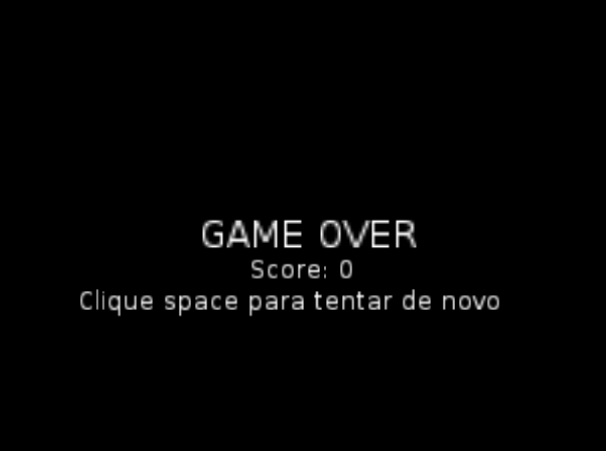 GAME OVER
Score: 0
Clique space para tentar de novo